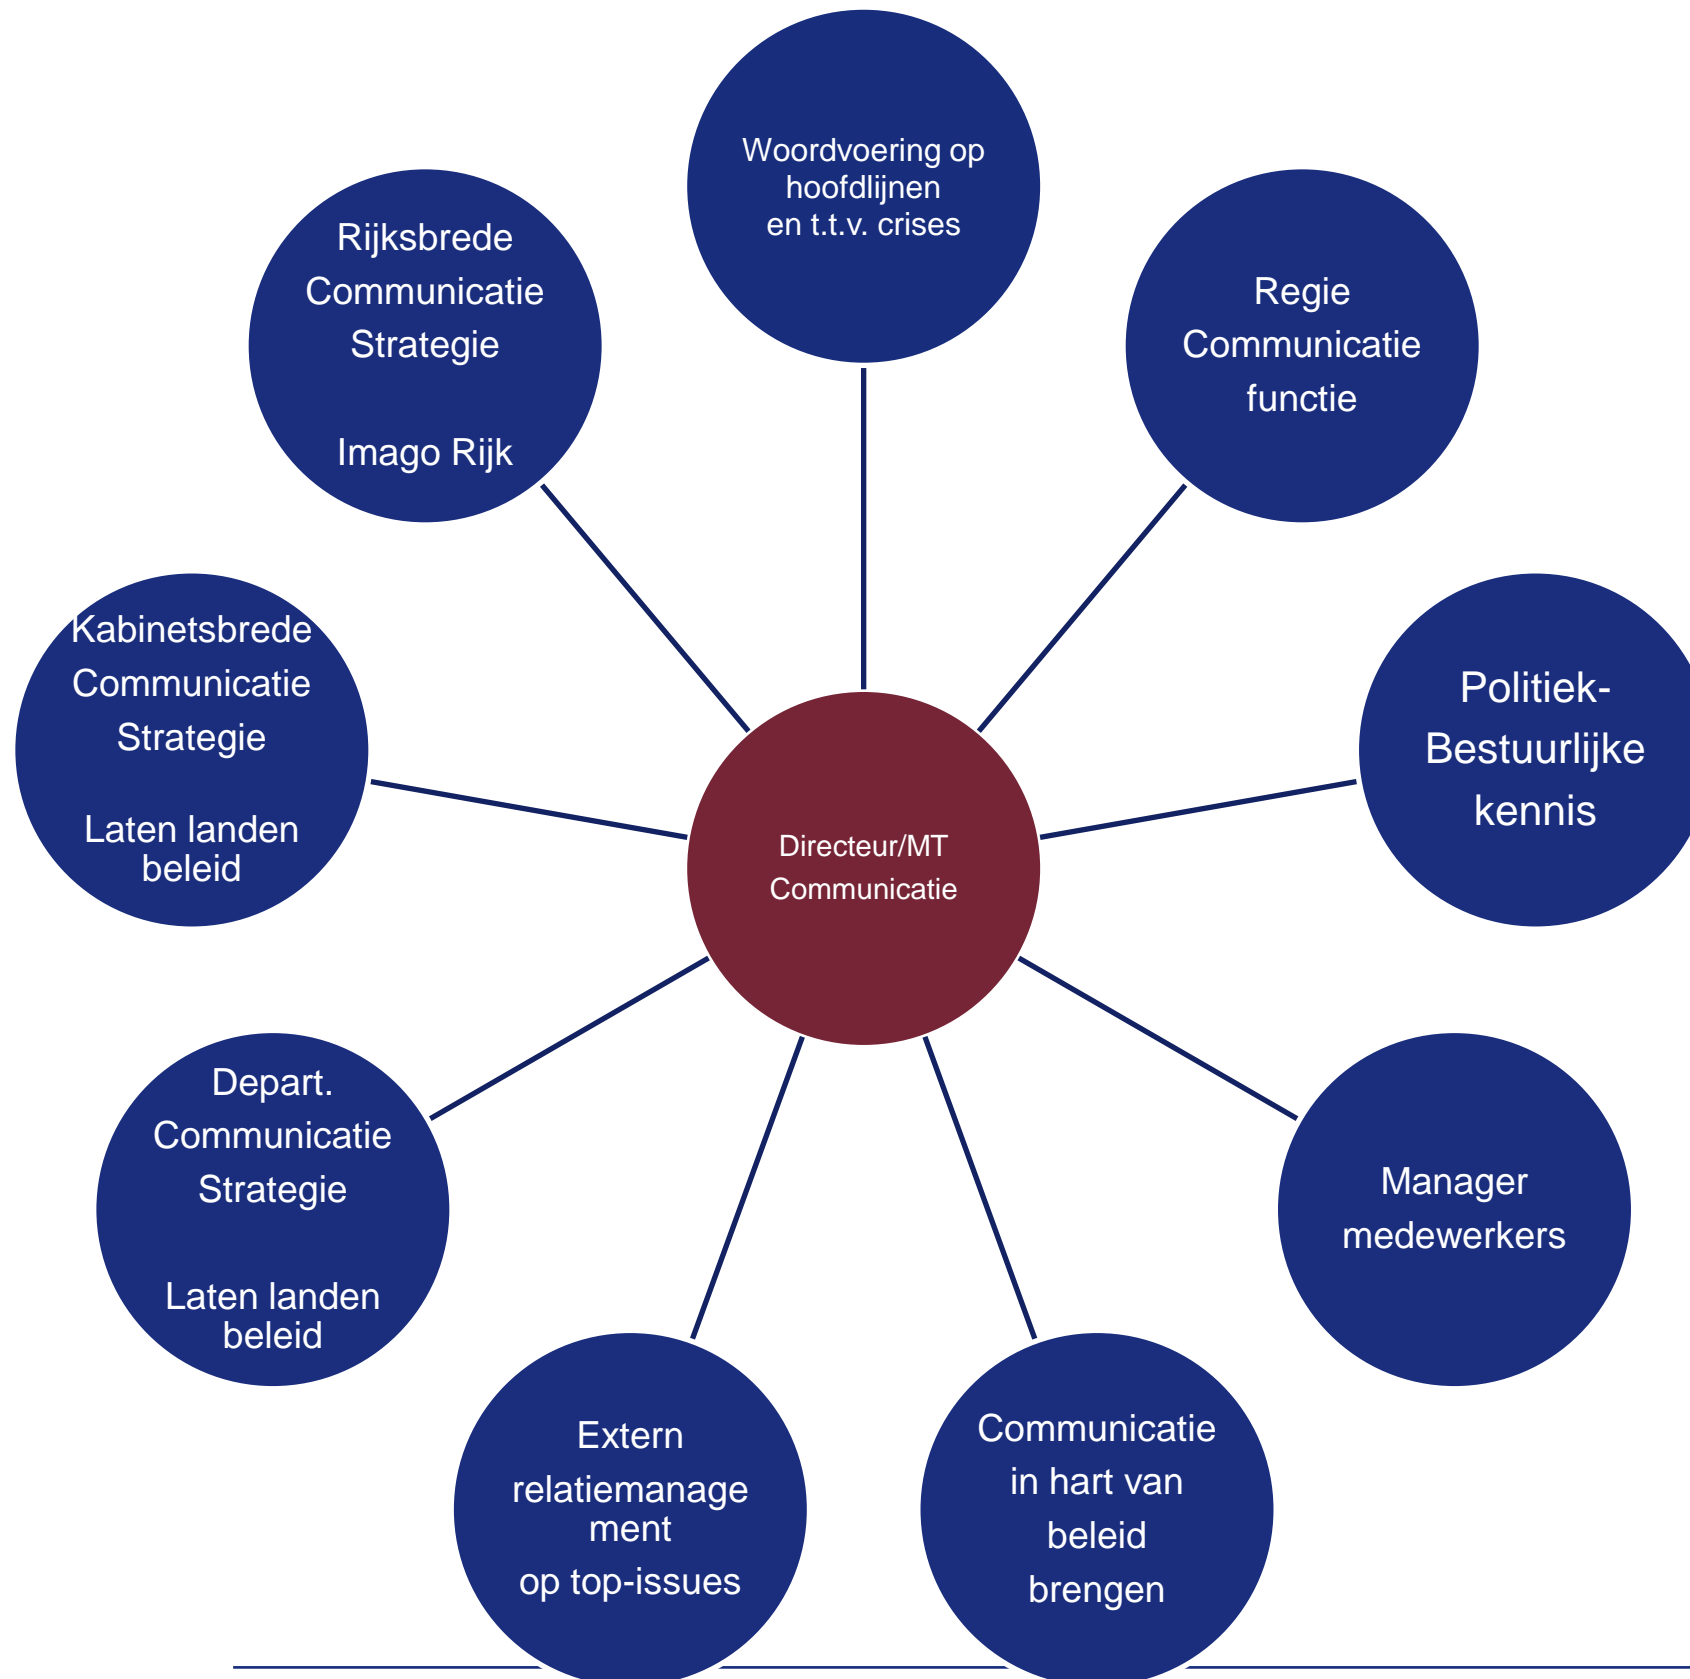 Woordvoering op
hoofdlijnen
en t.t.v. crises
Regie
Communicatie
functie
Politiek-
Bestuurlijke
kennis
Manager
medewerkers
Communicatie
in hart van
beleid
brengen
Extern
relatiemanage
ment
op top-issues
Depart.
Communicatie
Strategie
Laten landen
beleid
Kabinetsbrede
Communicatie
Strategie
Laten landen
beleid
Rijksbrede
Communicatie
Strategie
Imago Rijk
Directeur/MT
Communicatie